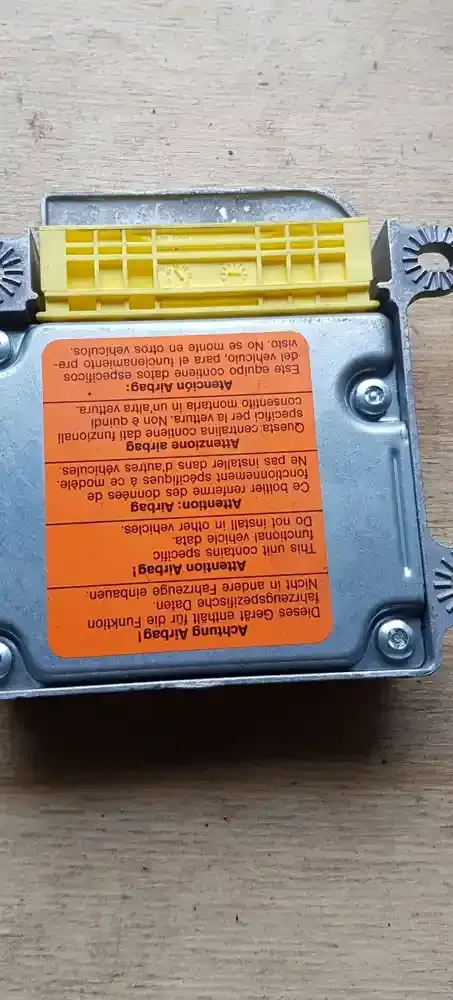 Achtung Airbag!
Dieses Gerät enthält für die Funktion
fahrzeugspezifische Daten.
Nicht in andere Fahrzeuge einbauen.
Attention Airbag!
This unit contains specific
functional vehicle data.
Do not install in other vehicles.
Attention: Airbag
Ce boîtier renferme des données de
fonctionnement spécifiques à ce modèle.
Ne pas installer dans d'autres véhicules.
Attenzione airbag
Questa centralina contiene dati funzionali
specifici per la vettura. Non è quindi
consentito montarla in un'altra vettura.
Atención Airbag:
Este equipo contiene datos específicos
del vehículo, para el funcionamiento pre-
visto. No se monte en otros vehículos.